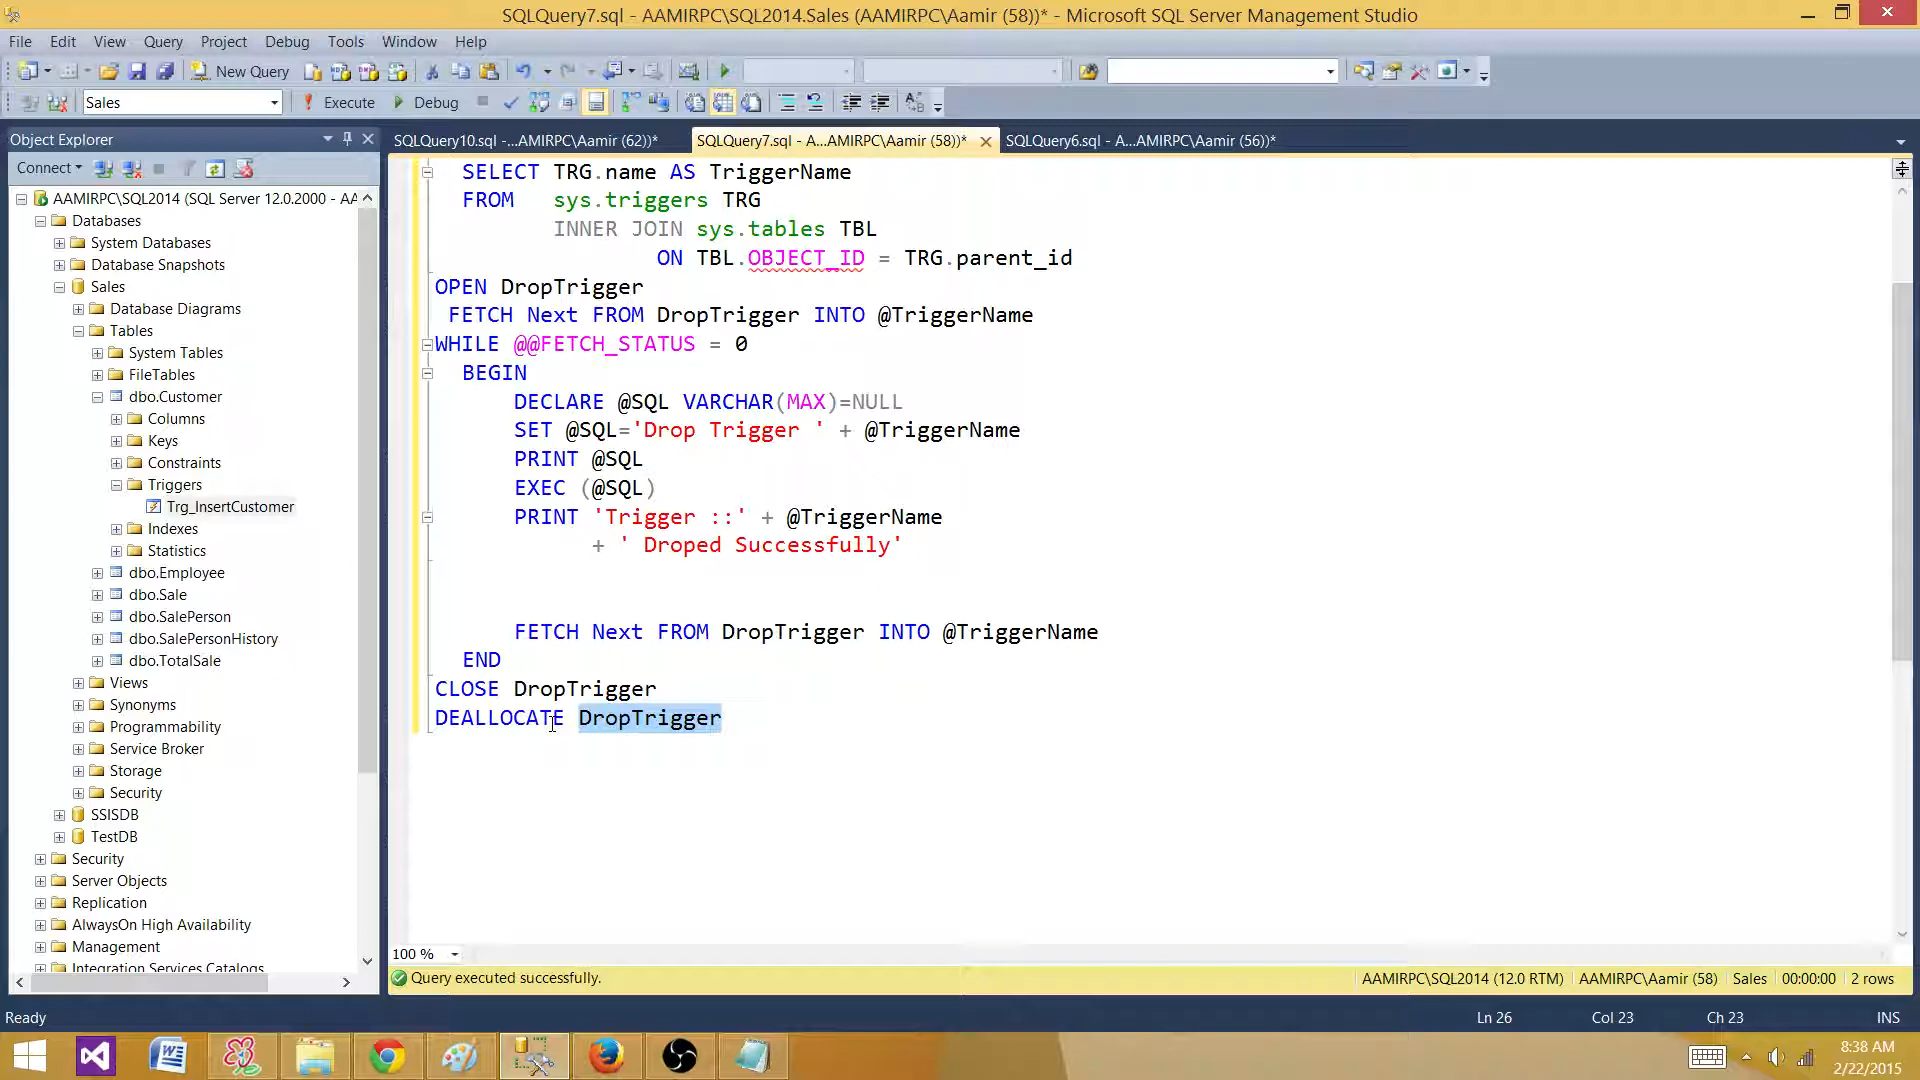 SQLQuery7.sql - AAMIRPC\SQL2014.Sales (AAMIRPC\Aamir (58))* - Microsoft SQL Server Management Studio
File Edit View Query Project Debug Tools Window Help
New Query
Sales Execute Debug
Object Explorer
SQLQuery10.sql -...AMIRPC\Aamir (62))* SQLQuery7.sql - A...AMIRPC\Aamir (58))* SQLQuery6.sql - A...AMIRPC\Aamir (56))*
Connect
AAMIRPC\SQL2014 (SQL Server 12.0.2000 - AA
Databases
System Databases
Database Snapshots
Sales
Database Diagrams
Tables
System Tables
FileTables
dbo.Customer
Columns
Keys
Constraints
Triggers
Trg_InsertCustomer
Indexes
Statistics
dbo.Employee
dbo.Sale
dbo.SalePerson
dbo.SalePersonHistory
dbo.TotalSale
Views
Synonyms
Programmability
Service Broker
Storage
Security
SSISDB
TestDB
Security
Server Objects
Replication
AlwaysOn High Availability
Management
Integration Services Catalogs
SELECT TRG.name AS TriggerName
FROM sys.triggers TRG
INNER JOIN sys.tables TBL
ON TBL.OBJECT_ID = TRG.parent_id
OPEN DropTrigger
FETCH Next FROM DropTrigger INTO @TriggerName
WHILE @@FETCH_STATUS = 0
BEGIN
DECLARE @SQL VARCHAR(MAX)=NULL
SET @SQL='Drop Trigger ' + @TriggerName
PRINT @SQL
EXEC (@SQL)
PRINT 'Trigger ::' + @TriggerName
+ ' Droped Successfully'
FETCH Next FROM DropTrigger INTO @TriggerName
END
CLOSE DropTrigger
DEALLOCATE DropTrigger
100 %
Query executed successfully. AAMIRPC\SQL2014 (12.0 RTM) AAMIRPC\Aamir (58) Sales 00:00:00 2 rows
Ready Ln 26 Col 23 Ch 23 INS
8:38 AM
2/22/2015